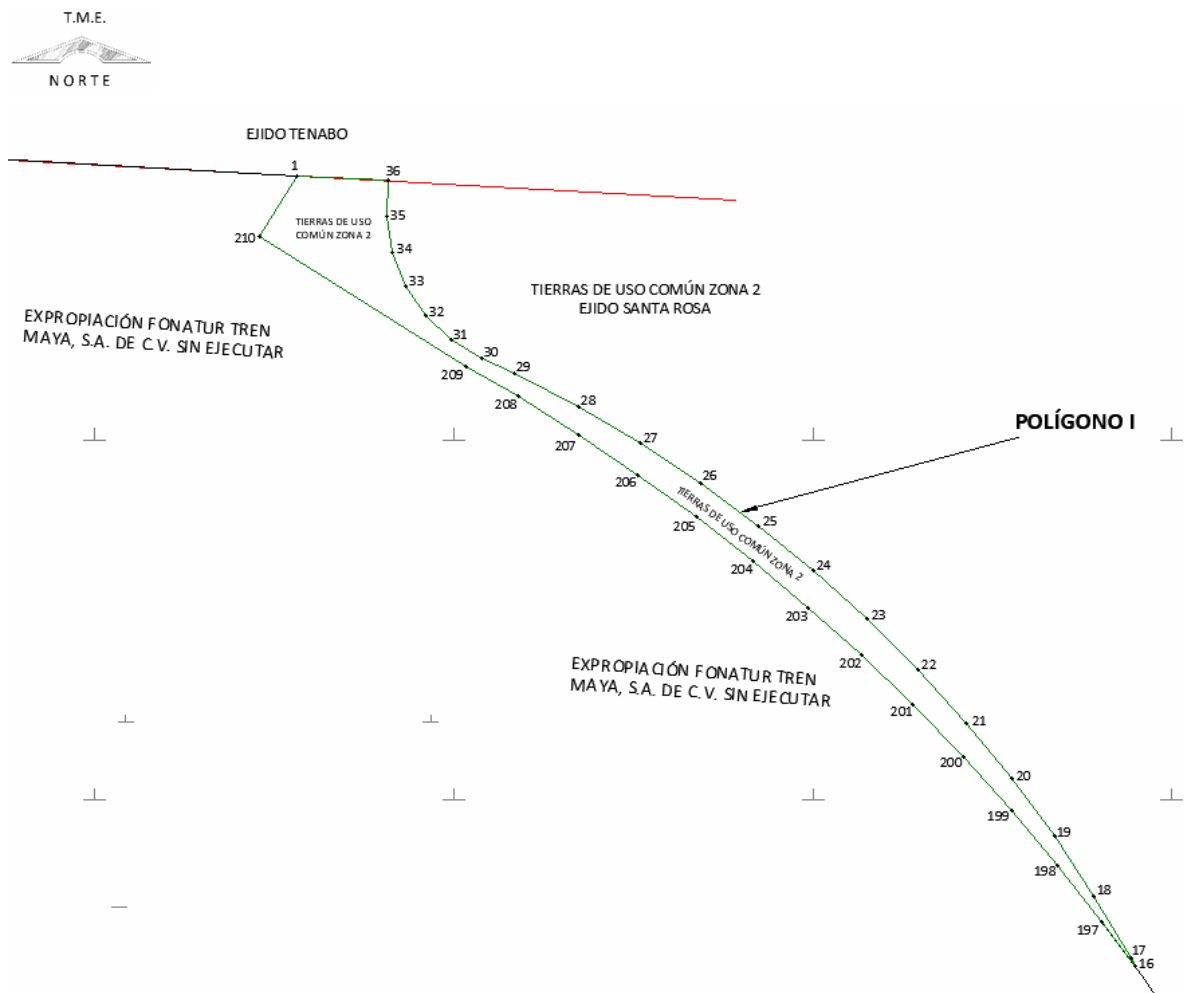 T.M.E.
NORTE
EJIDO TENABO
1
36
TIERRAS DE USO
COMÚN ZONA 2
35
210
34
33
TIERRAS DE USO COMÚN ZONA 2
EJIDO SANTA ROSA
32
EXPROPIACIÓN FONATUR TREN
MAYA, S.A. DE C.V. SIN EJECUTAR
31
30
29
209
208
28
POLÍGONO I
207
27
206
26
TIERRAS DE USO COMÚN ZONA 2
205
25
204
24
203
23
202
22
EXPROPIACIÓN FONATUR TREN
MAYA, S.A. DE C.V. SIN EJECUTAR
201
21
200
20
199
19
198
18
197
17
16